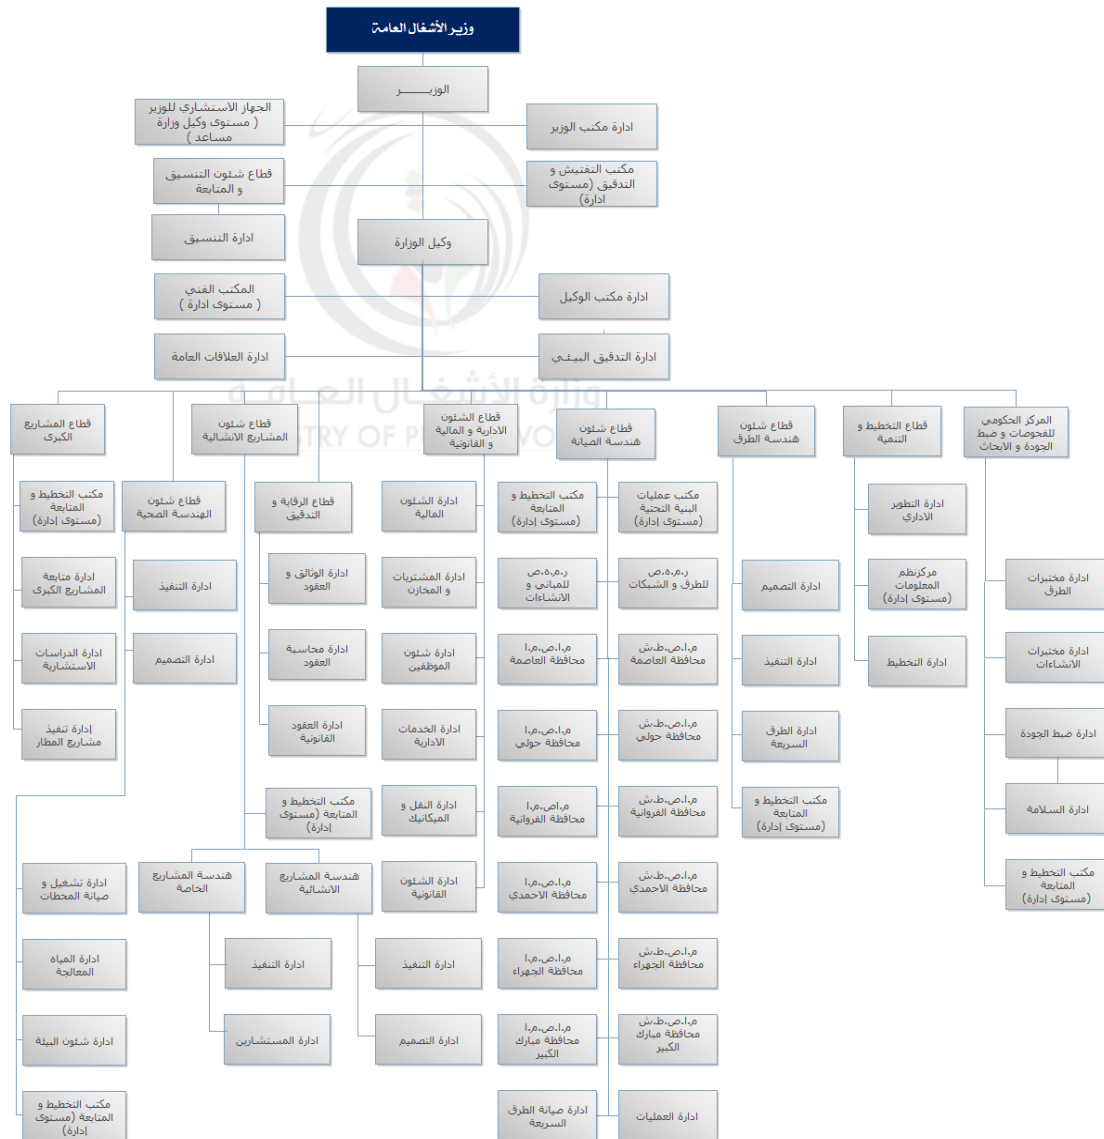 وزير الأشغال العامة
الوزيـــــــر
الجهاز الاستشاري للوزير
( مستوى وكيل وزارة
مساعد )
ادارة مكتب الوزير
قطاع شئون التنسيق
و المتابعة
مكتب التفتيش و
التدقيق (مستوى
ادارة)
ادارة التنسيق
وكيل الوزارة
المكتب الفني
( مستوى ادارة )
ادارة مكتب الوكيل
ادارة العلاقات العامة
ادارة التدقيق البيئي
وزارة الأشغـال العـامـة
المركز الحكومي
للفحوصات و ضبط
الجودة و الابحاث
قطاع التخطيط و
التنمية
قطاع شئون
هندسة الطرق
قطاع شئون
هندسة الصيانة
قطاع الشئون
الادارية و المالية
و القانونية
قطاع شئون
المشاريع الانشائية
قطاع المشاريع
الكبرى
مكتب التخطيط و
المتابعة
(مستوى إدارة)
ادارة متابعة
المشاريع الكبرى
ادارة الدراسات
الاستشارية
إدارة تنفيذ
مشاريع المطار
قطاع شئون
الهندسة الصحية
ادارة التنفيذ
ادارة التصميم
ادارة تشغيل و
صيانة المحطات
ادارة المياه
المعالجة
ادارة شئون البيئة
مكتب التخطيط و
المتابعة (مستوى
إدارة)
قطاع الرقابة و
التدقيق
ادارة الوثائق و
العقود
ادارة محاسبة
العقود
ادارة العقود
القانونية
مكتب التخطيط و
المتابعة (مستوى
إدارة)
هندسة المشاريع
الانشائية
هندسة المشاريع
الخاصة
ادارة التنفيذ
ادارة التصميم
ادارة التنفيذ
ادارة المستشارين
ادارة الشئون
المالية
ادارة المشتريات
و المخازن
ادارة شئون
الموظفين
ادارة الخدمات
الادارية
ادارة النقل و
الميكانيك
ادارة الشئون
القانونية
مكتب عمليات
البنية التحتية
(مستوى إدارة)
مكتب التخطيط و
المتابعة
(مستوى إدارة)
ر.م.ه.ص
للطرق و الشبكات
ر.م.ه.ص
للمباني و
الانشاءات
م.ا.ص.ط.ش
محافظة العاصمة
م.ا.ص.م.ا
محافظة العاصمة
م.ا.ص.ط.ش
محافظة حولي
م.ا.ص.م.ا
محافظة حولي
م.ا.ص.ط.ش
محافظة الفروانية
م.اص.م.ا
محافظة الفروانية
م.ا.ص.ط.ش
محافظة الاحمدي
م.ا.ص.م.ا
محافظة الاحمدي
م.ا.ص.ط.ش
محافظة الجهراء
م.ا.ص.م.ا
محافظة الجهراء
م.ا.ص.ط.ش
محافظة مبارك
الكبير
م.ا.ص.م.ا
محافظة مبارك
الكبير
ادارة العمليات
ادارة صيانة الطرق
السريعة
ادارة التصميم
ادارة التنفيذ
ادارة الطرق
السريعة
مكتب التخطيط و
المتابعة
(مستوى إدارة)
ادارة التطوير
الاداري
مركزنظم
المعلومات
(مستوى إدارة)
ادارة التخطيط
ادارة مختبرات
الطرق
ادارة مختبرات
الانشاءات
ادارة ضبط الجودة
ادارة السلامة
مكتب التخطيط و
المتابعة
(مستوى إدارة)